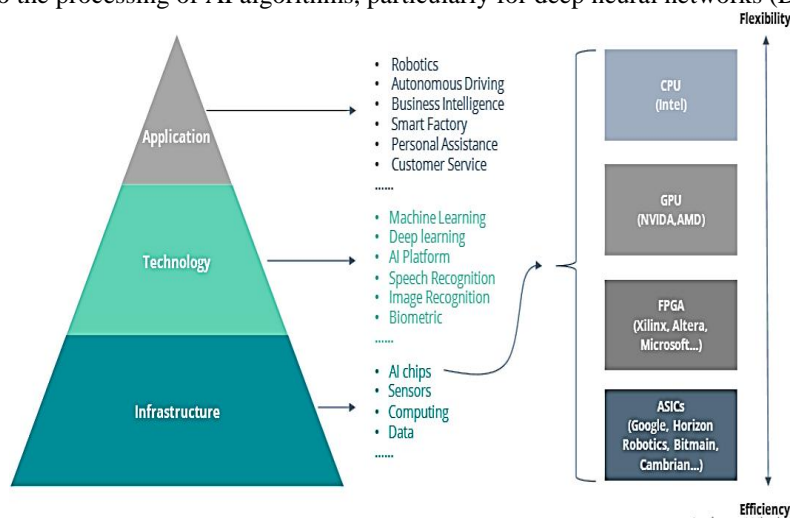 the processing of AI algorithms, particularly for deep neural networks
Flexibility
Application
• Robotics
• Autonomous Driving
• Business Intelligence
• Smart Factory
• Personal Assistance
• Customer Service
......
Technology
• Machine Learning
• Deep learning
• AI Platform
• Speech Recognition
• Image Recognition
• Biometric
......
Infrastructure
• AI chips
• Sensors
• Computing
• Data
......
CPU
(Intel)
GPU
(NVIDA,AMD)
FPGA
(Xilinx, Altera,
Microsoft...)
ASICs
(Google, Horizon
Robotics, Bitmain,
Cambrian...)
Efficiency